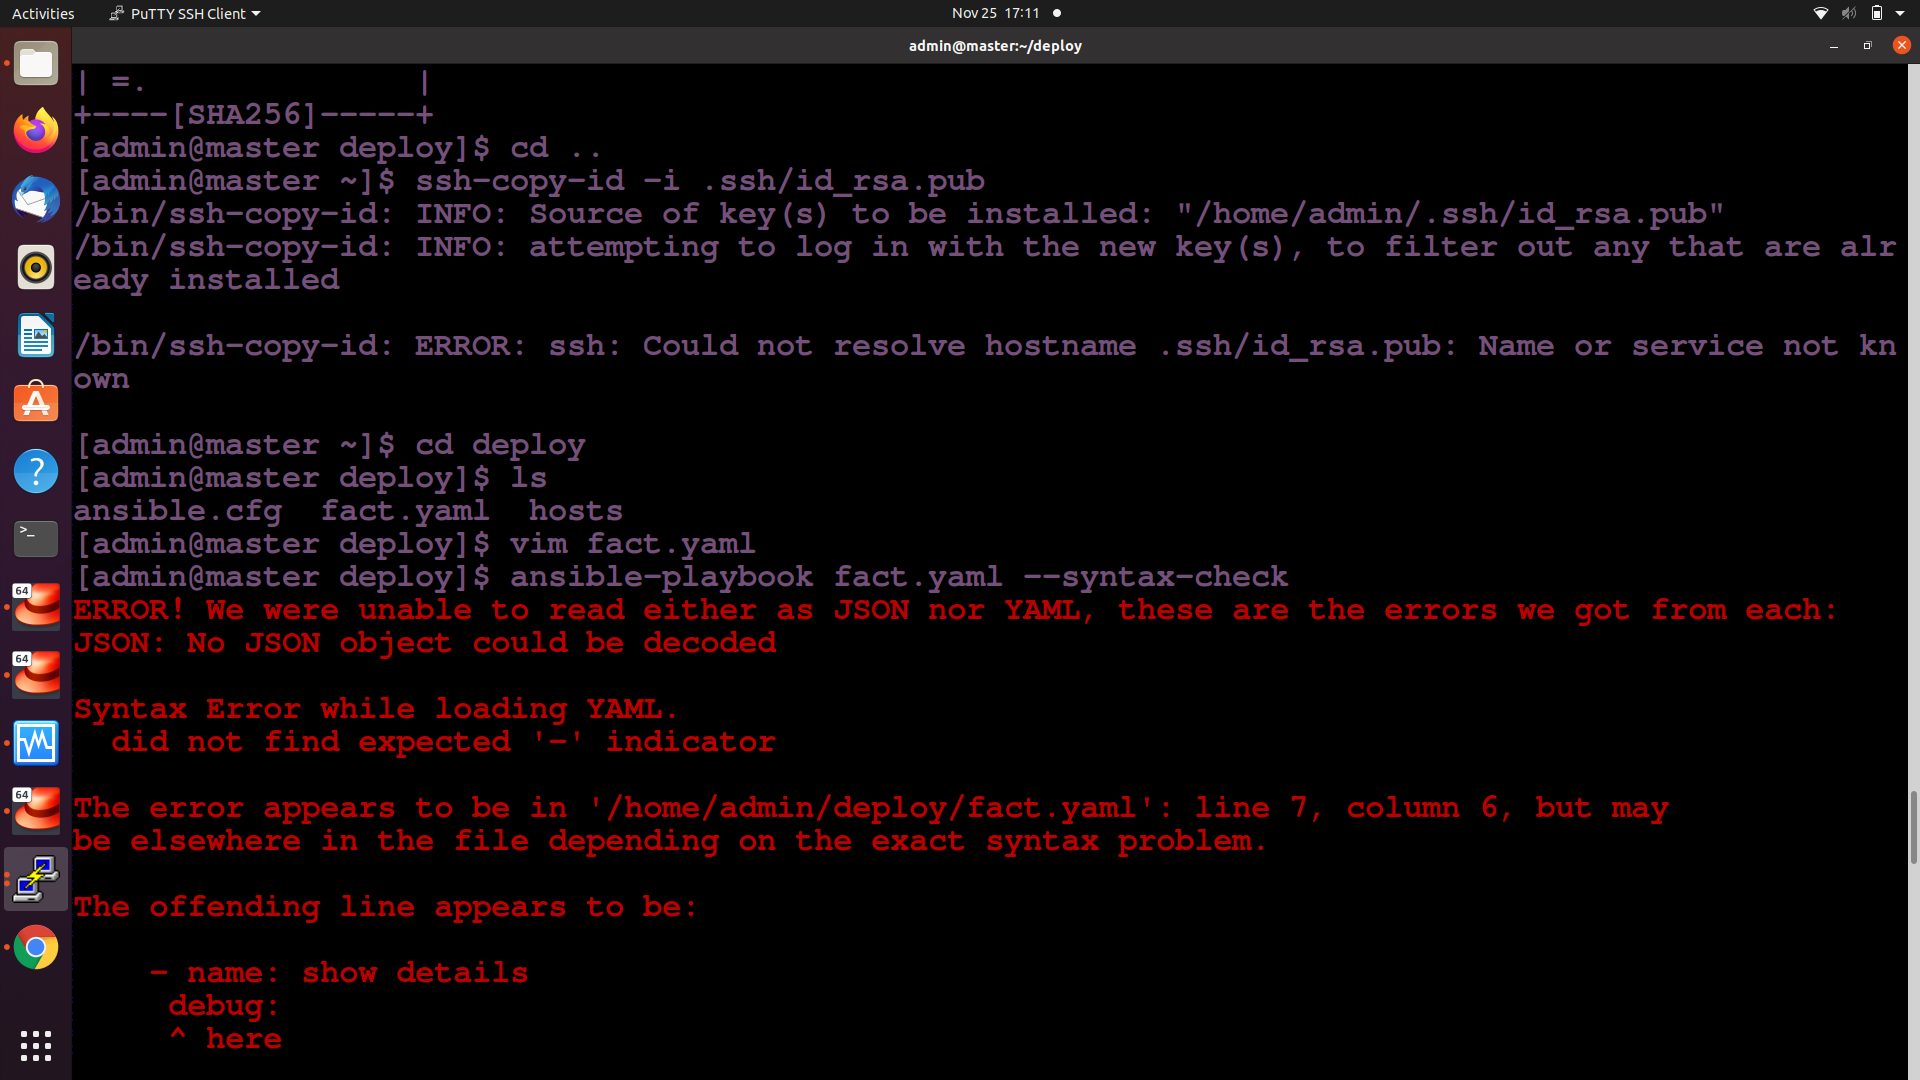 Activities
PuTTY SSH Client
Nov 25 17:11
admin@master:~/deploy
| =.               |
+----[SHA256]-----+
[admin@master deploy]$ cd ..
[admin@master ~]$ ssh-copy-id -i .ssh/id_rsa.pub
/bin/ssh-copy-id: INFO: Source of key(s) to be installed: "/home/admin/.ssh/id_rsa.pub"
/bin/ssh-copy-id: INFO: attempting to log in with the new key(s), to filter out any that are alr
eady installed
/bin/ssh-copy-id: ERROR: ssh: Could not resolve hostname .ssh/id_rsa.pub: Name or service not kn
own
[admin@master ~]$ cd deploy
[admin@master deploy]$ ls
ansible.cfg  fact.yaml  hosts
[admin@master deploy]$ vim fact.yaml
[admin@master deploy]$ ansible-playbook fact.yaml --syntax-check
ERROR! We were unable to read either as JSON nor YAML, these are the errors we got from each:
JSON: No JSON object could be decoded
Syntax Error while loading YAML.
  did not find expected '-' indicator
The error appears to be in '/home/admin/deploy/fact.yaml': line 7, column 6, but may
be elsewhere in the file depending on the exact syntax problem.
The offending line appears to be:
    - name: show details
     debug:
     ^ here
64
64
64